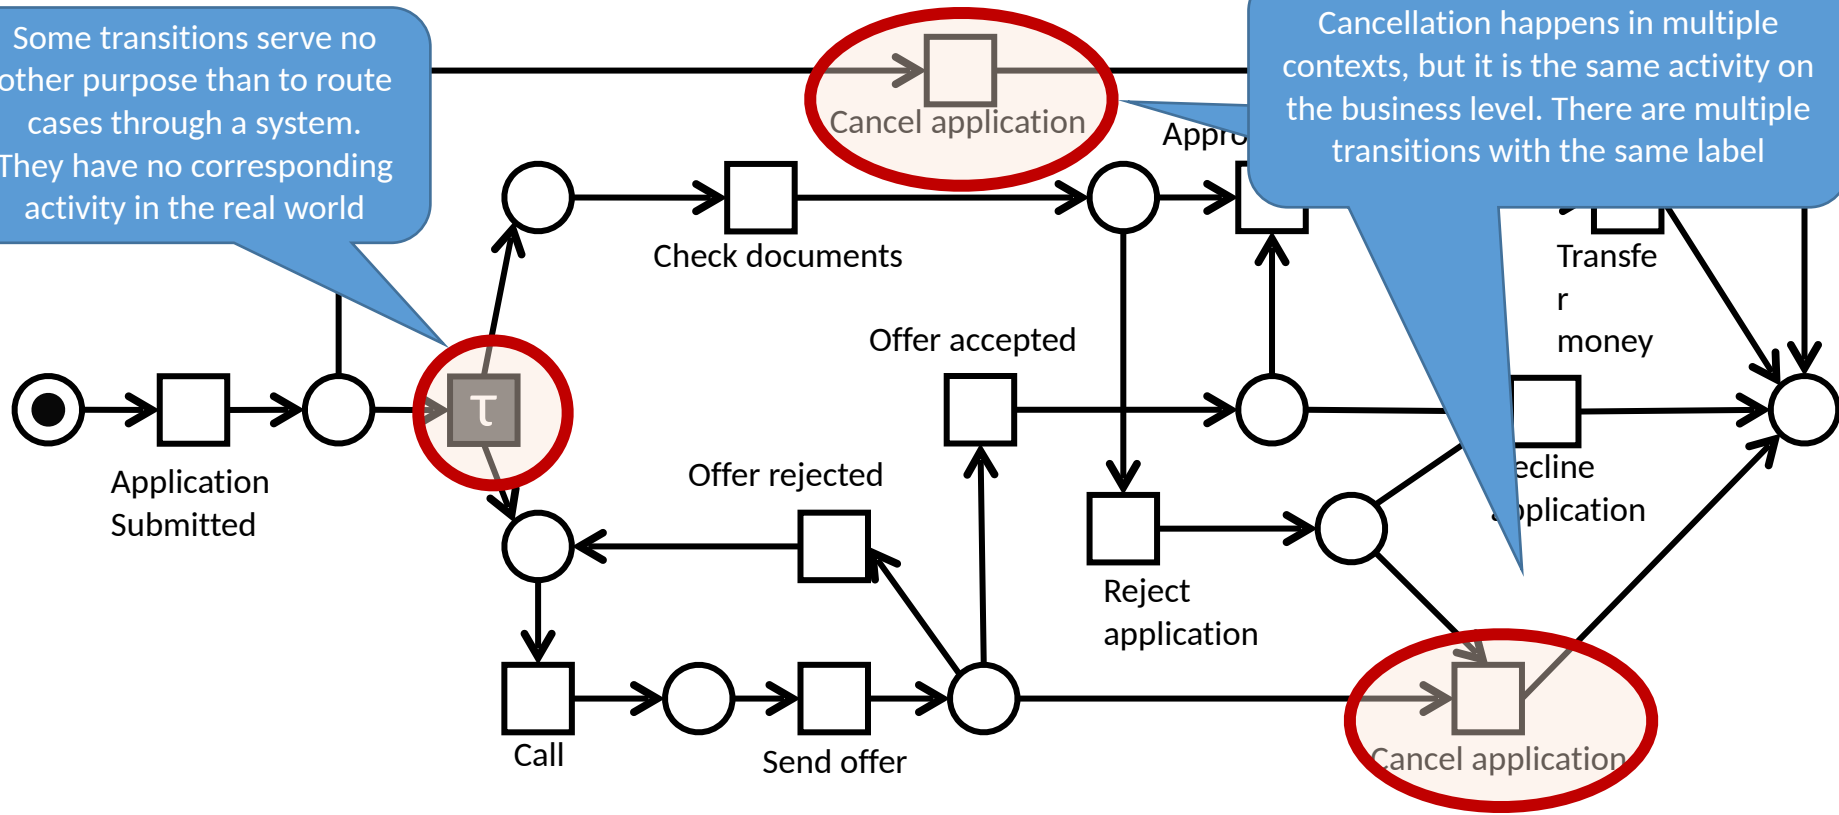 Some transitions serve no
other purpose than to route
cases through a system.
They have no corresponding
activity in the real world
Cancel application
Cancellation happens in multiple
contexts, but it is the same activity on
the business level. There are multiple
transitions with the same label
Appro
Check documents
Transfe
r
money
Offer accepted
τ
Application
Submitted
Offer rejected
ecline
application
Reject
application
Call
Send offer
Cancel application